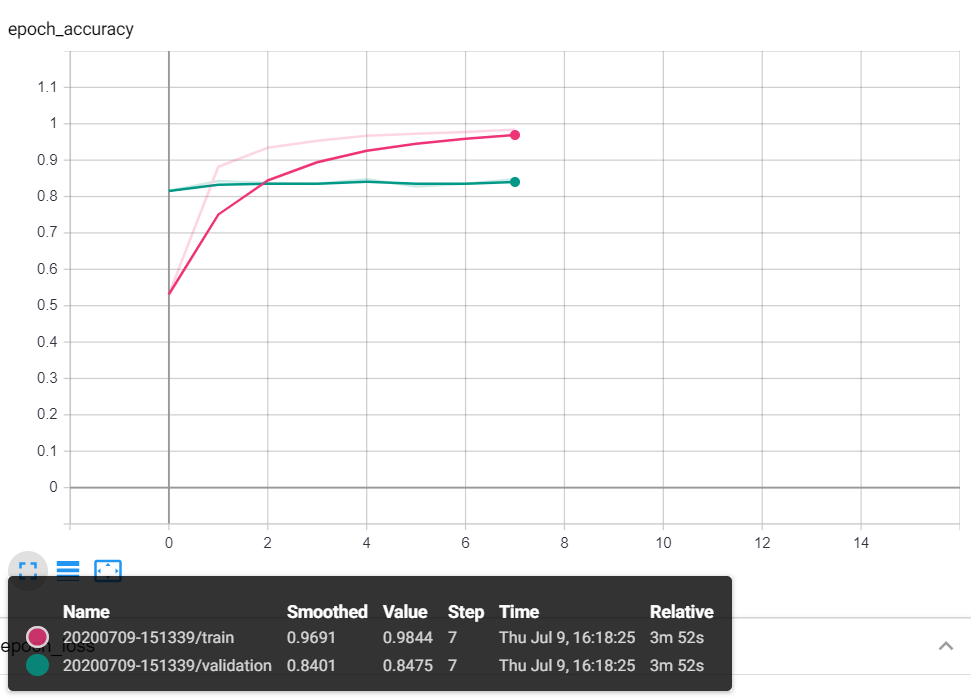 epoch_accuracy
1.1
1
0.9
0.8
0.7
0.6
0.5
0.4
0.3
0.2
0.1
0
0 2 4 6 8 10 12 14
Name Smoothed Value Step Time Relative
20200709-151339/train 0.9691 0.9844 7 Thu Jul 9, 16:18:25 3m 52s
epoch_loss
20200709-151339/validation 0.8401 0.8475 7 Thu Jul 9, 16:18:25 3m 52s